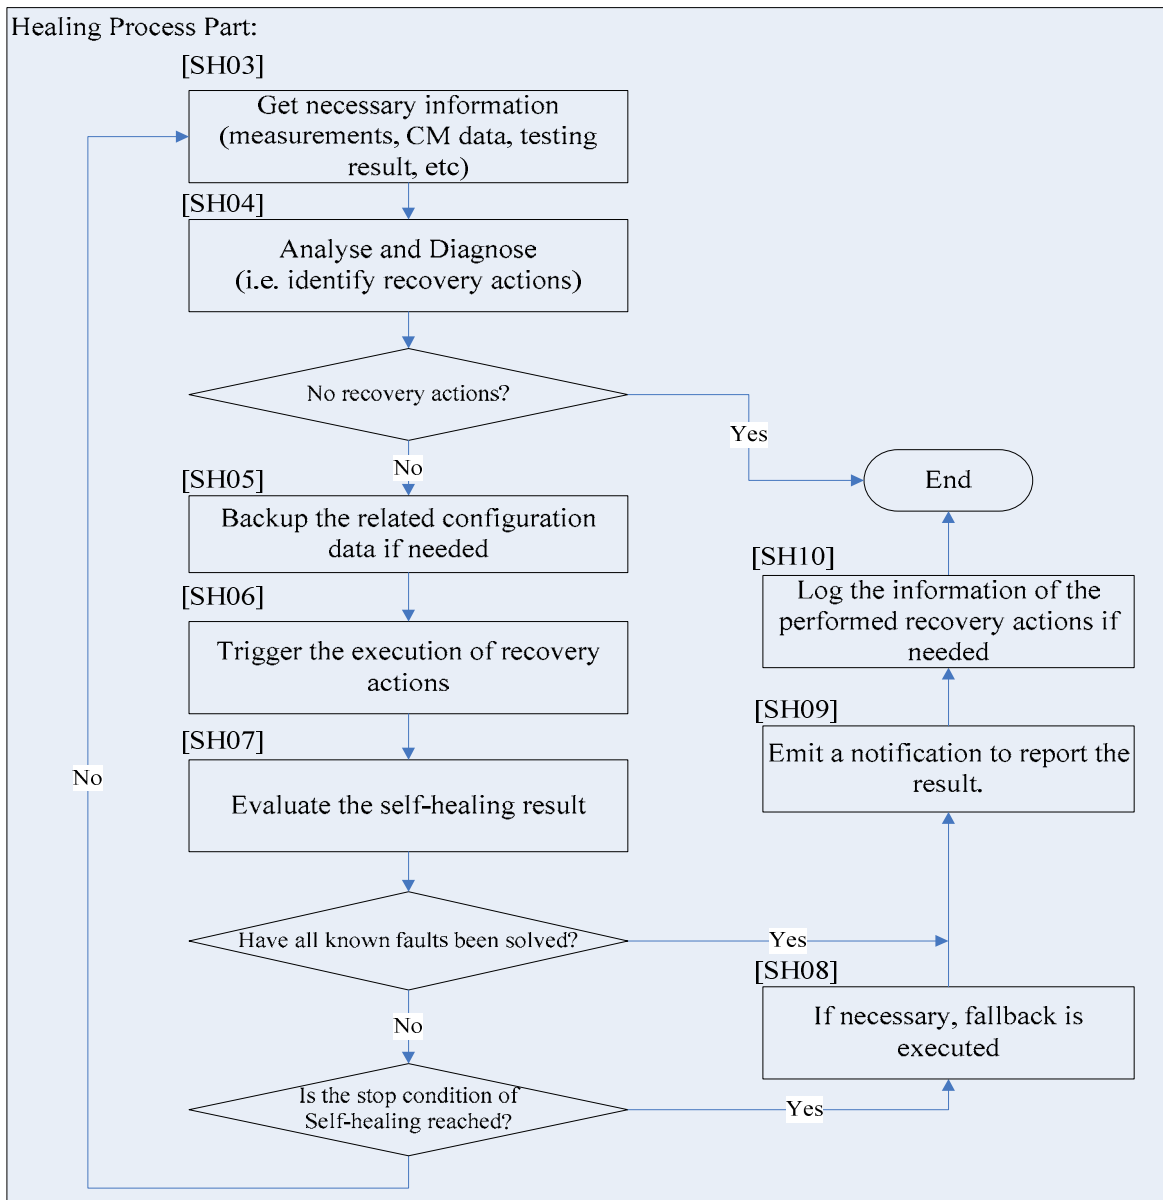 Healing Process Part:
[SH03]
Get necessary information
(measurements, CM data, testing
result, etc)
[SH04]
Analyse and Diagnose
(i.e. identify recovery actions)
No recovery actions?
Yes
No
End
[SH05]
Backup the related configuration
data if needed
[SH06]
Trigger the execution of recovery
actions
[SH07]
Evaluate the self-healing result
Have all known faults been solved?
Yes
No
Is the stop condition of
Self-healing reached?
Yes
No
[SH08]
If necessary, fallback is
executed
[SH09]
Emit a notification to report the
result.
[SH10]
Log the information of the
performed recovery actions if
needed